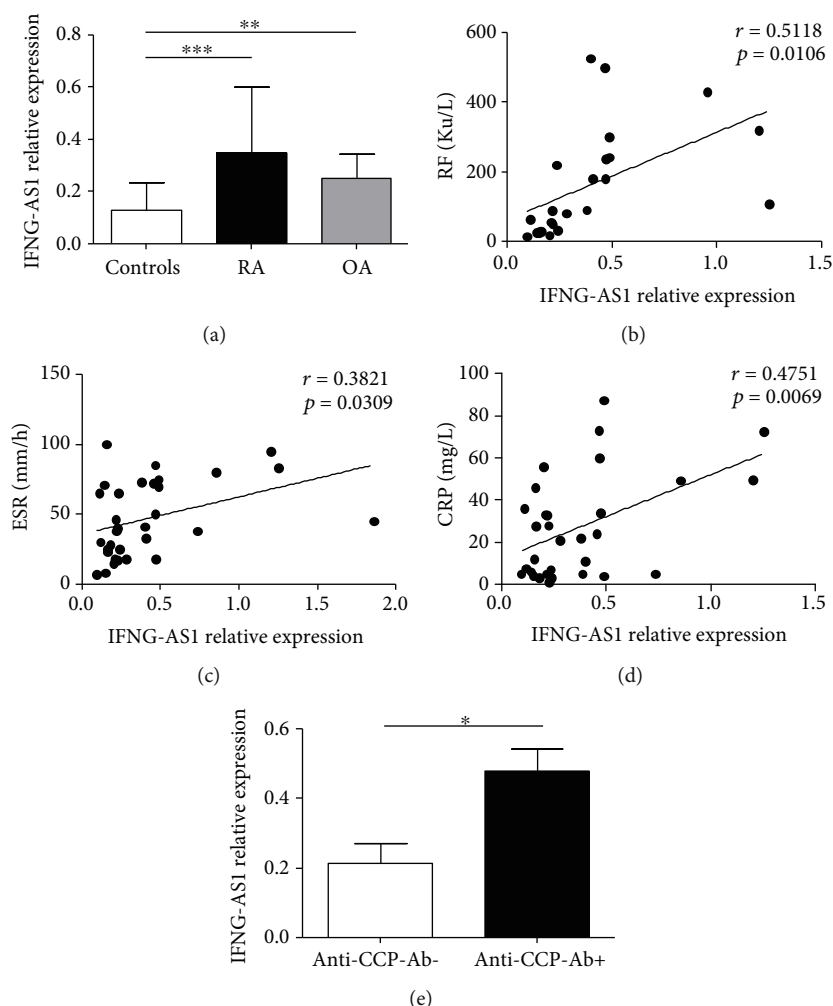 IFNG-AS1 relative expression
0.8
0.6
0.4
0.2
0.0
**
***
Controls RA OA
(a)
RF (Ku/L)
600
400
200
0
r = 0.5118
p = 0.0106
0.0 0.5 1.0 1.5
IFNG-AS1 relative expression
(b)
ESR (mm/h)
150
100
50
0
r = 0.3821
p = 0.0309
0.0 0.5 1.0 1.5 2.0
IFNG-AS1 relative expression
(c)
CRP (mg/L)
100
80
60
40
20
0
r = 0.4751
p = 0.0069
0.0 0.5 1.0 1.5
IFNG-AS1 relative expression
(d)
IFNG-AS1 relative expression
0.6
0.4
0.2
0.0
*
Anti-CCP-Ab- Anti-CCP-Ab+
(e)